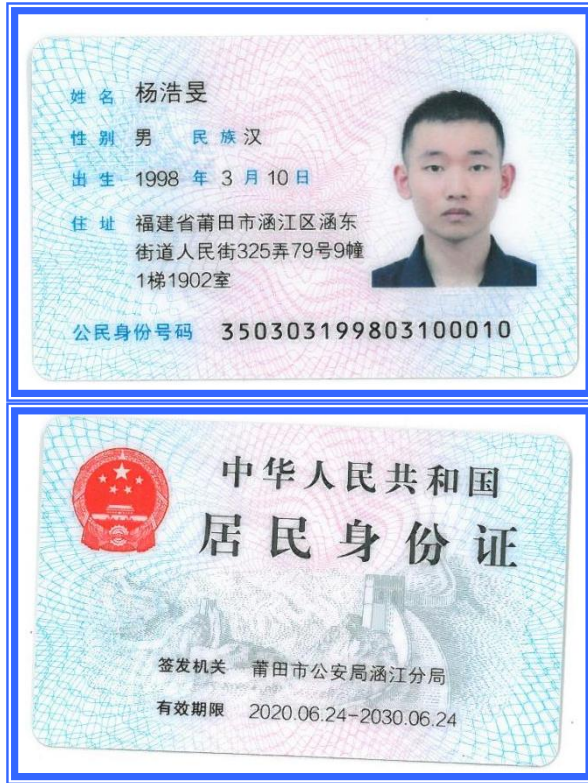 姓名 杨浩旻
性别 男 民族 汉
出生 1998 年 3 月 10 日
住址 福建省莆田市涵江区涵东
街道人民街325弄79号9幢
1梯1902室
公民身份号码 350303199803100010
中华人民共和国
居民身份证
签发机关 莆田市公安局涵江分局
有效期限 2020.06.24-2030.06.24